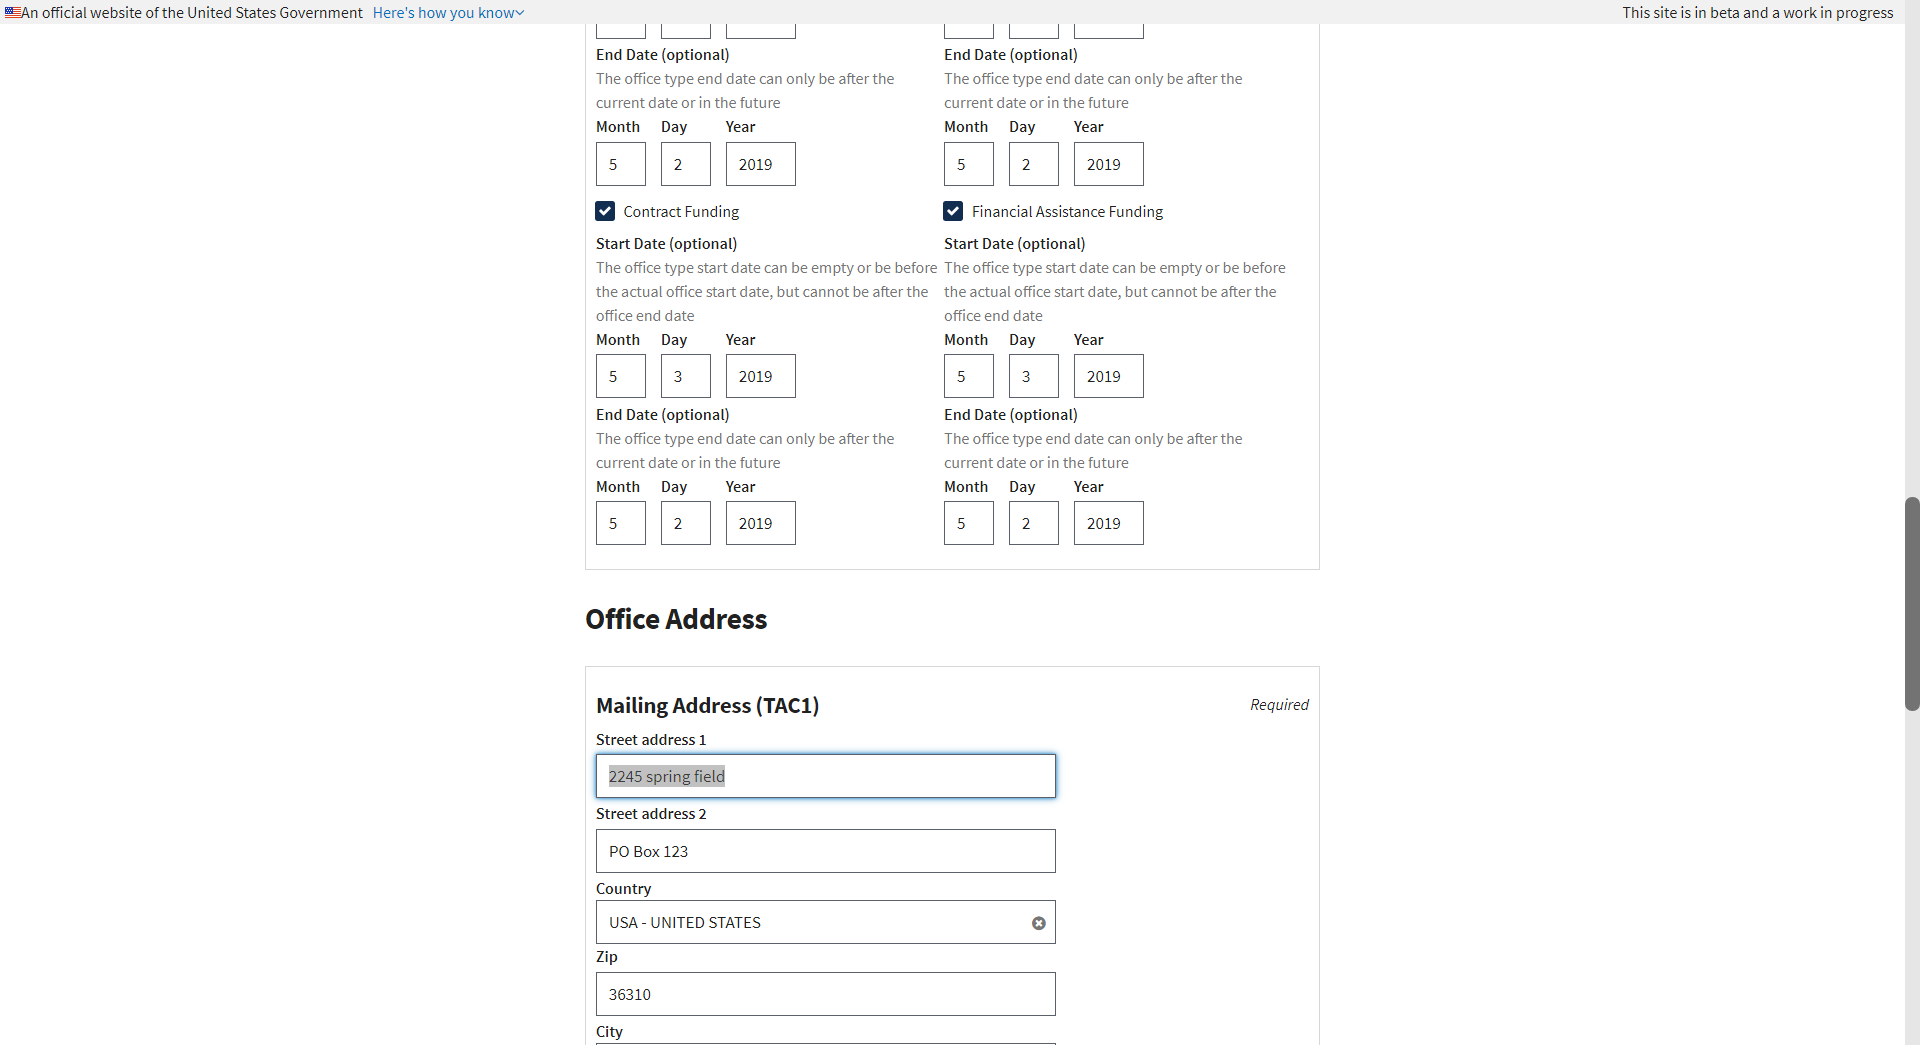 An official website of the United States Government Here's how you know
This site is in beta and a work in progress
End Date (optional)
The office type end date can only be after the
current date or in the future
Month Day Year
5 2 2019
End Date (optional)
The office type end date can only be after the
current date or in the future
Month Day Year
5 2 2019
Contract Funding
Start Date (optional)
The office type start date can be empty or be before
the actual office start date, but cannot be after the
office end date
Month Day Year
5 3 2019
End Date (optional)
The office type end date can only be after the
current date or in the future
Month Day Year
5 2 2019
Financial Assistance Funding
Start Date (optional)
The office type start date can be empty or be before
the actual office start date, but cannot be after the
office end date
Month Day Year
5 3 2019
End Date (optional)
The office type end date can only be after the
current date or in the future
Month Day Year
5 2 2019
Office Address
Mailing Address (TAC1)
Required
Street address 1
2245 spring field
Street address 2
PO Box 123
Country
USA - UNITED STATES
Zip
36310
City